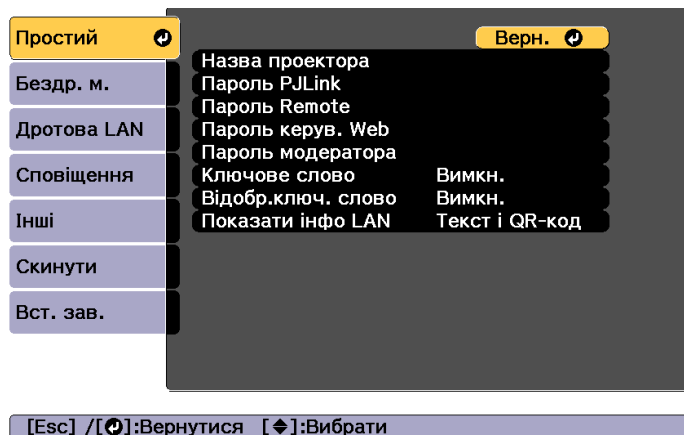 Простий
Бездр. м.
Дротова LAN
Сповіщення
Інші
Скинути
Вст. зав.
Верн.
Назва проектора
Пароль PJLink
Пароль Remote
Пароль керув. Web
Пароль модератора
Ключове слово Вимкн.
Відобр.ключ. слово Вимкн.
Показати інфо LAN Текст і QR-код
[Esc] /[⏎]:Вернутися [◆]:Вибрати